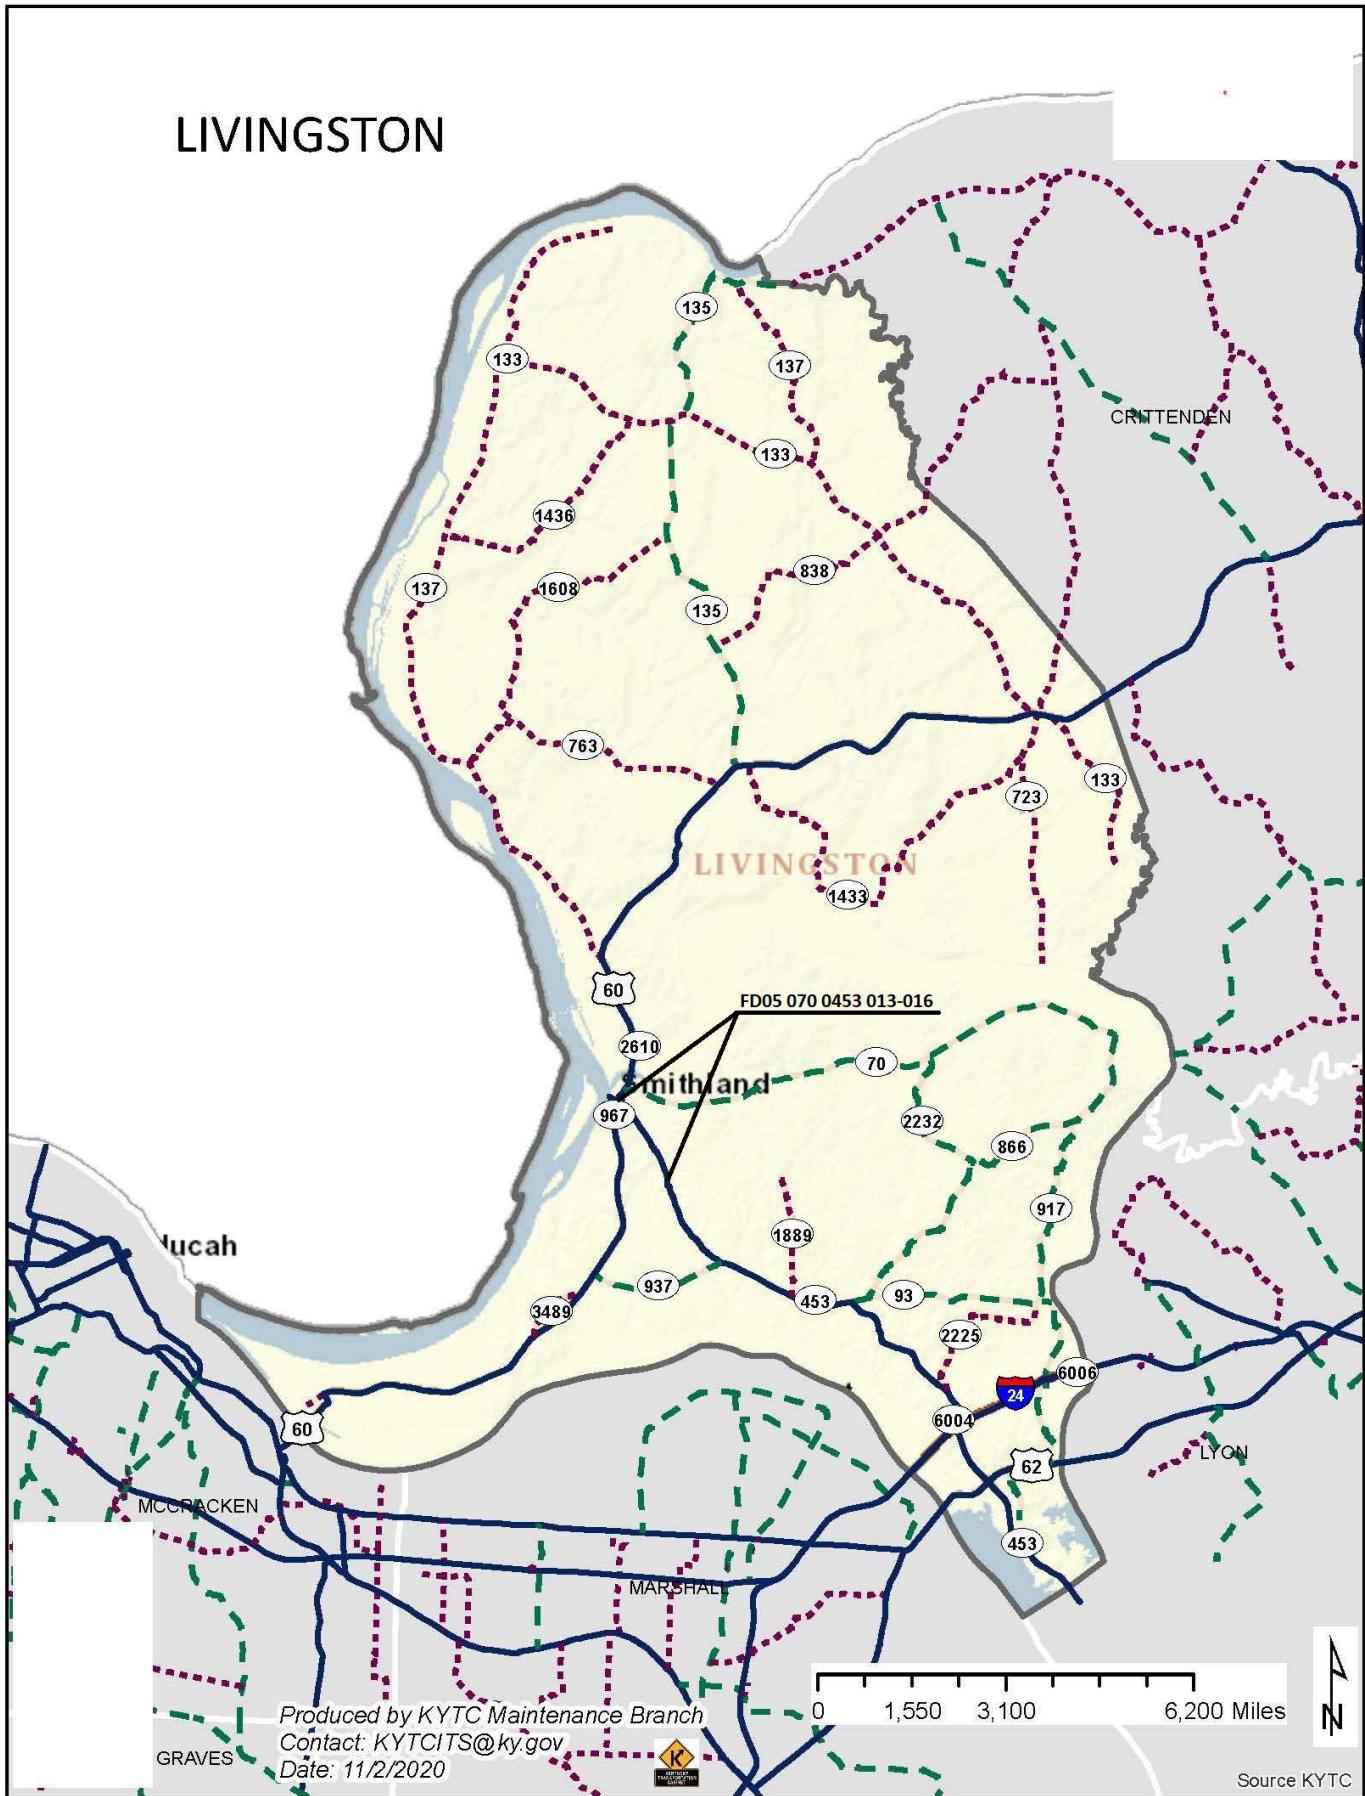 LIVINGSTON
135
133
137
CRITTENDEN
133
1436
838
137
1608
135
763
133
723
LIVINGSTON
1433
60
FD05 070 0453 013-016
2610
70
Smithland
967
2232
866
917
1889
ducah
937
453
93
3489
2225
6006
24
6004
60
62
LYON
MCCRACKEN
453
MARSHALL
0 1,550 3,100 6,200 Miles
N
Produced by KYTC Maintenance Branch
Contact: KYTCITS@ky.gov
GRAVES
Date: 11/2/2020
K
KENTUCKY
TRANSPORTATION
CABINET
Source KYTC